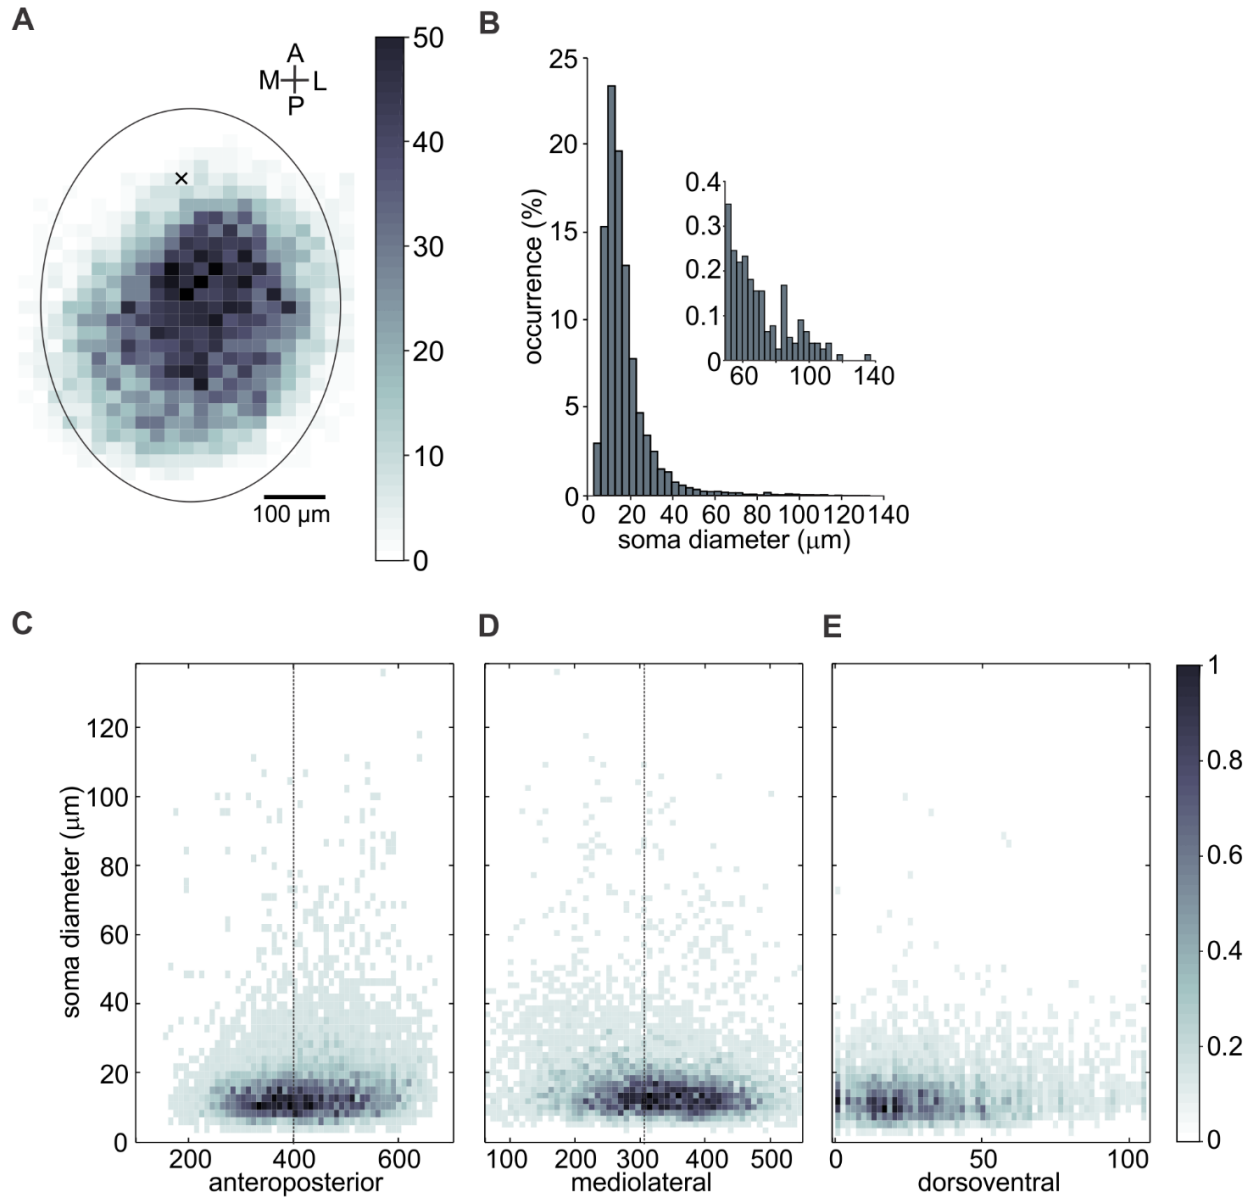 A
B
A
M
L
P
×
100 μm
50
40
30
20
10
0
25
20
15
10
5
0
occurrence (%)
0 20 40 60 80 100 120 140
soma diameter (μm)
0.4
0.3
0.2
0.1
0
60 100 140
C
D
E
120
100
80
60
40
20
0
soma diameter (μm)
200 400 600
anteroposterior
100 200 300 400 500
mediolateral
0 50 100
dorsoventral
1
0.8
0.6
0.4
0.2
0